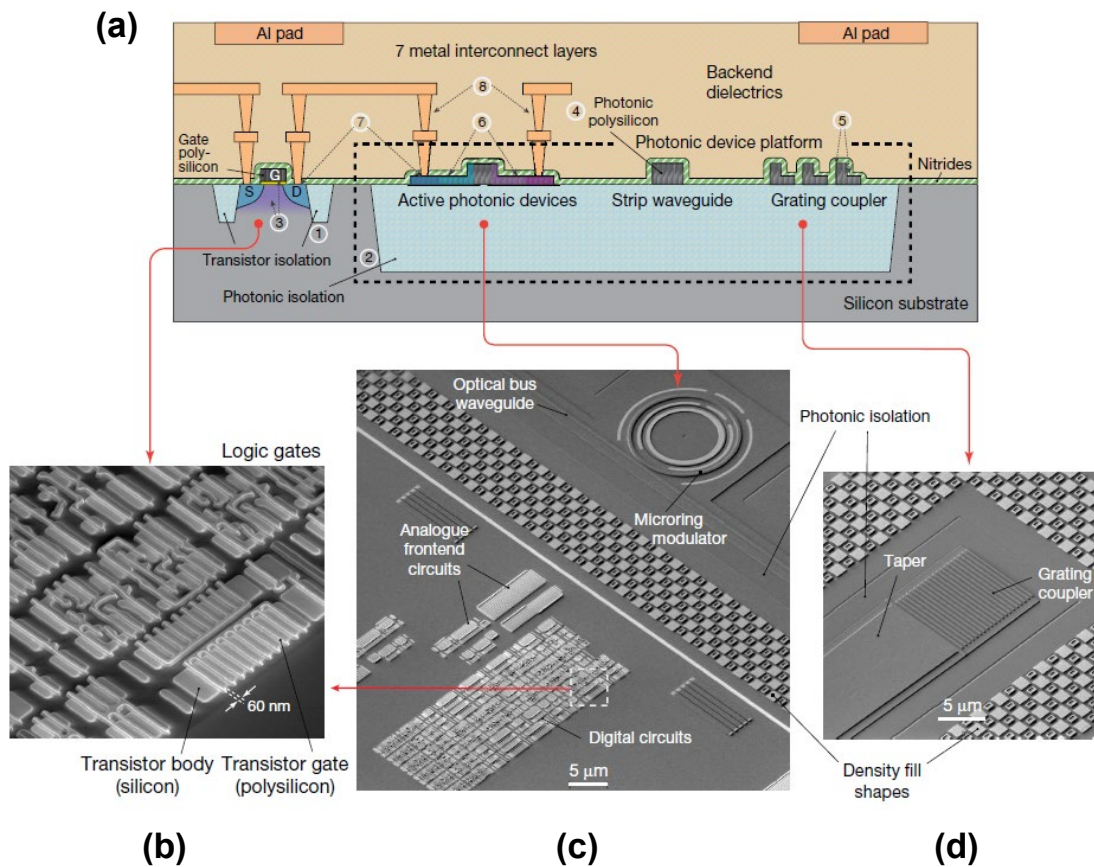 (a)
Al pad
Al pad
7 metal interconnect layers
Backend
dielectrics
8
4
Photonic
polysilicon
7
6
5
Photonic device platform
Gate
poly-
silicon
G
Nitrides
S
D
Active photonic devices
Strip waveguide
Grating coupler
3
1
Transistor isolation
2
Photonic isolation
Silicon substrate
Optical bus
waveguide
Photonic isolation
Logic gates
Microring
modulator
Analogue
frontend
circuits
Taper
Grating
coupler
60 nm
Digital circuits
5 μm
5 μm
Transistor body
(silicon)
Transistor gate
(polysilicon)
Density fill
shapes
(b)
(c)
(d)